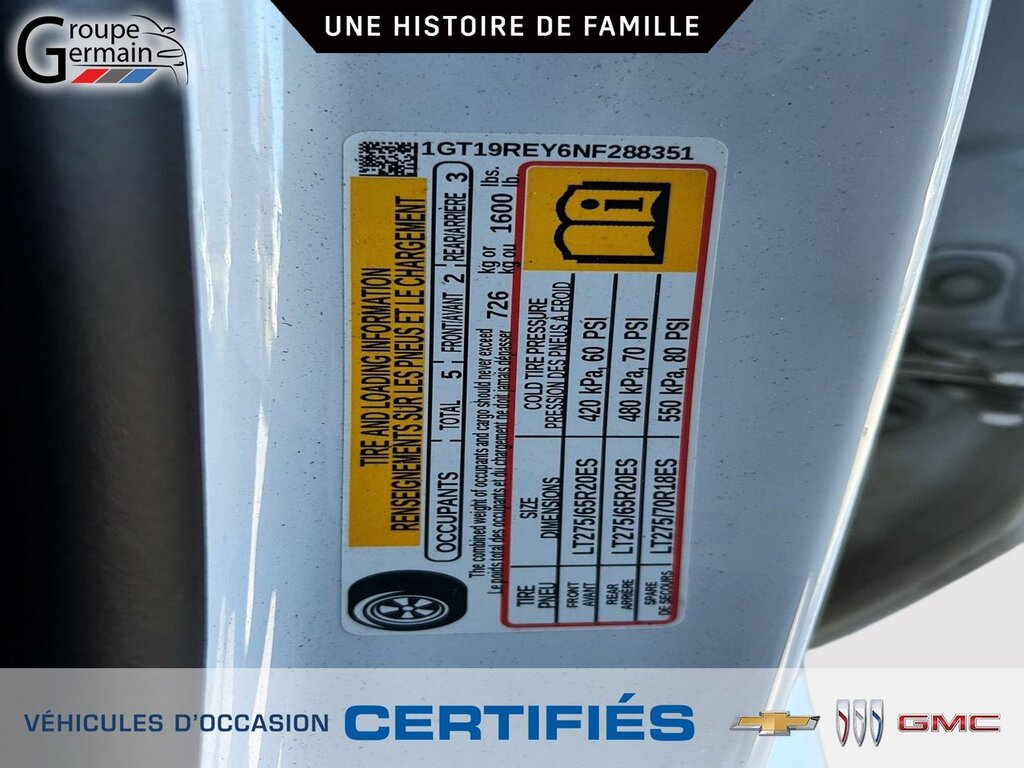 Groupe
Germain
UNE HISTOIRE DE FAMILLE
1GT19REY6NF288351
TIRE AND LOADING INFORMATION
RENSEIGNEMENTS SUR LES PNEUS ET LE CHARGEMENT
OCCUPANTS TOTAL 5 FRONT/AVANT 2 REAR/ARRIÈRE 3
The combined weight of occupants and cargo should never exceed 726 kg or 1600 lbs.
Le poids total des occupants et du chargement ne doit jamais dépasser 726 kg ou 1600 lb.
TIRE SIZE COLD TIRE PRESSURE
PNEU DIMENSIONS PRESSION DES PNEUS À FROID
FRONT
AVANT LT275/65R20ES 420 kPa, 60 PSI
REAR
ARRIÈRE LT275/65R20ES 480 kPa, 70 PSI
SPARE
DE SECOURS LT275/70R18ES 550 kPa, 80 PSI
VÉHICULES D'OCCASION CERTIFIÉS
GMC